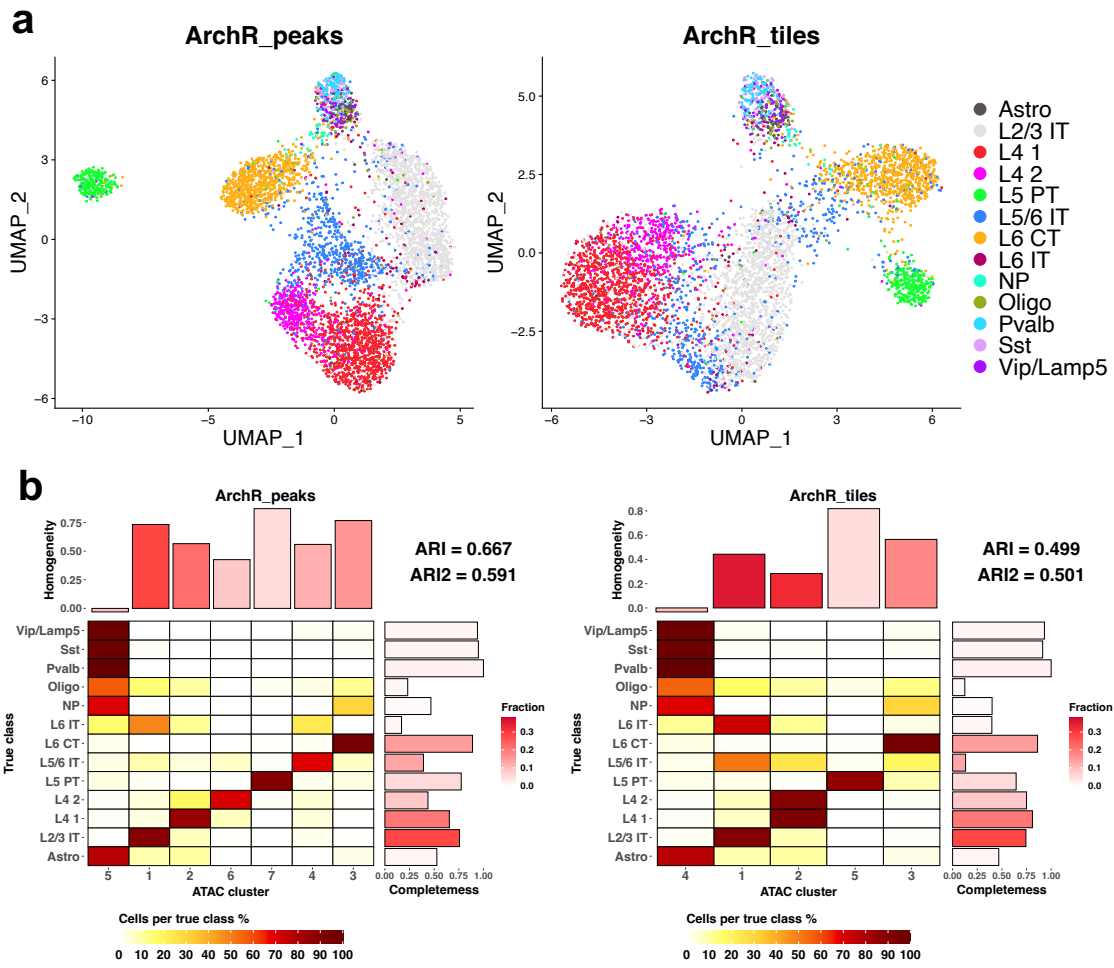 a
ArchR_peaks
ArchR_tiles
6
3
0
−3
−6
UMAP_2
−10
−5
0
5
UMAP_1
5.0
2.5
0.0
−2.5
UMAP_2
−6
−3
0
3
6
UMAP_1
Astro
L2/3 IT
L4 1
L4 2
L5 PT
L5/6 IT
L6 CT
L6 IT
NP
Oligo
Pvalb
Sst
Vip/Lamp5
b
ArchR_peaks
Homogeneity
0.75
0.50
0.25
0.00
ARI = 0.667
ARI2 = 0.591
True class
Vip/Lamp5
Sst
Pvalb
Oligo
NP
L6 IT
L6 CT
L5/6 IT
L5 PT
L4 2
L4 1
L2/3 IT
Astro
5 1 2 6 7 4 3
ATAC cluster
0.00 0.25 0.50 0.75 1.00
Completemess
Fraction
0.3
0.2
0.1
0.0
Cells per true class %
0 10 20 30 40 50 60 70 80 90 100
ArchR_tiles
Homogeneity
0.8
0.6
0.4
0.2
0.0
ARI = 0.499
ARI2 = 0.501
True class
Vip/Lamp5
Sst
Pvalb
Oligo
NP
L6 IT
L6 CT
L5/6 IT
L5 PT
L4 2
L4 1
L2/3 IT
Astro
4 1 2 5 3
ATAC cluster
0.00 0.25 0.50 0.75 1.00
Completemess
Fraction
0.3
0.2
0.1
0.0
Cells per true class %
0 10 20 30 40 50 60 70 80 90 100